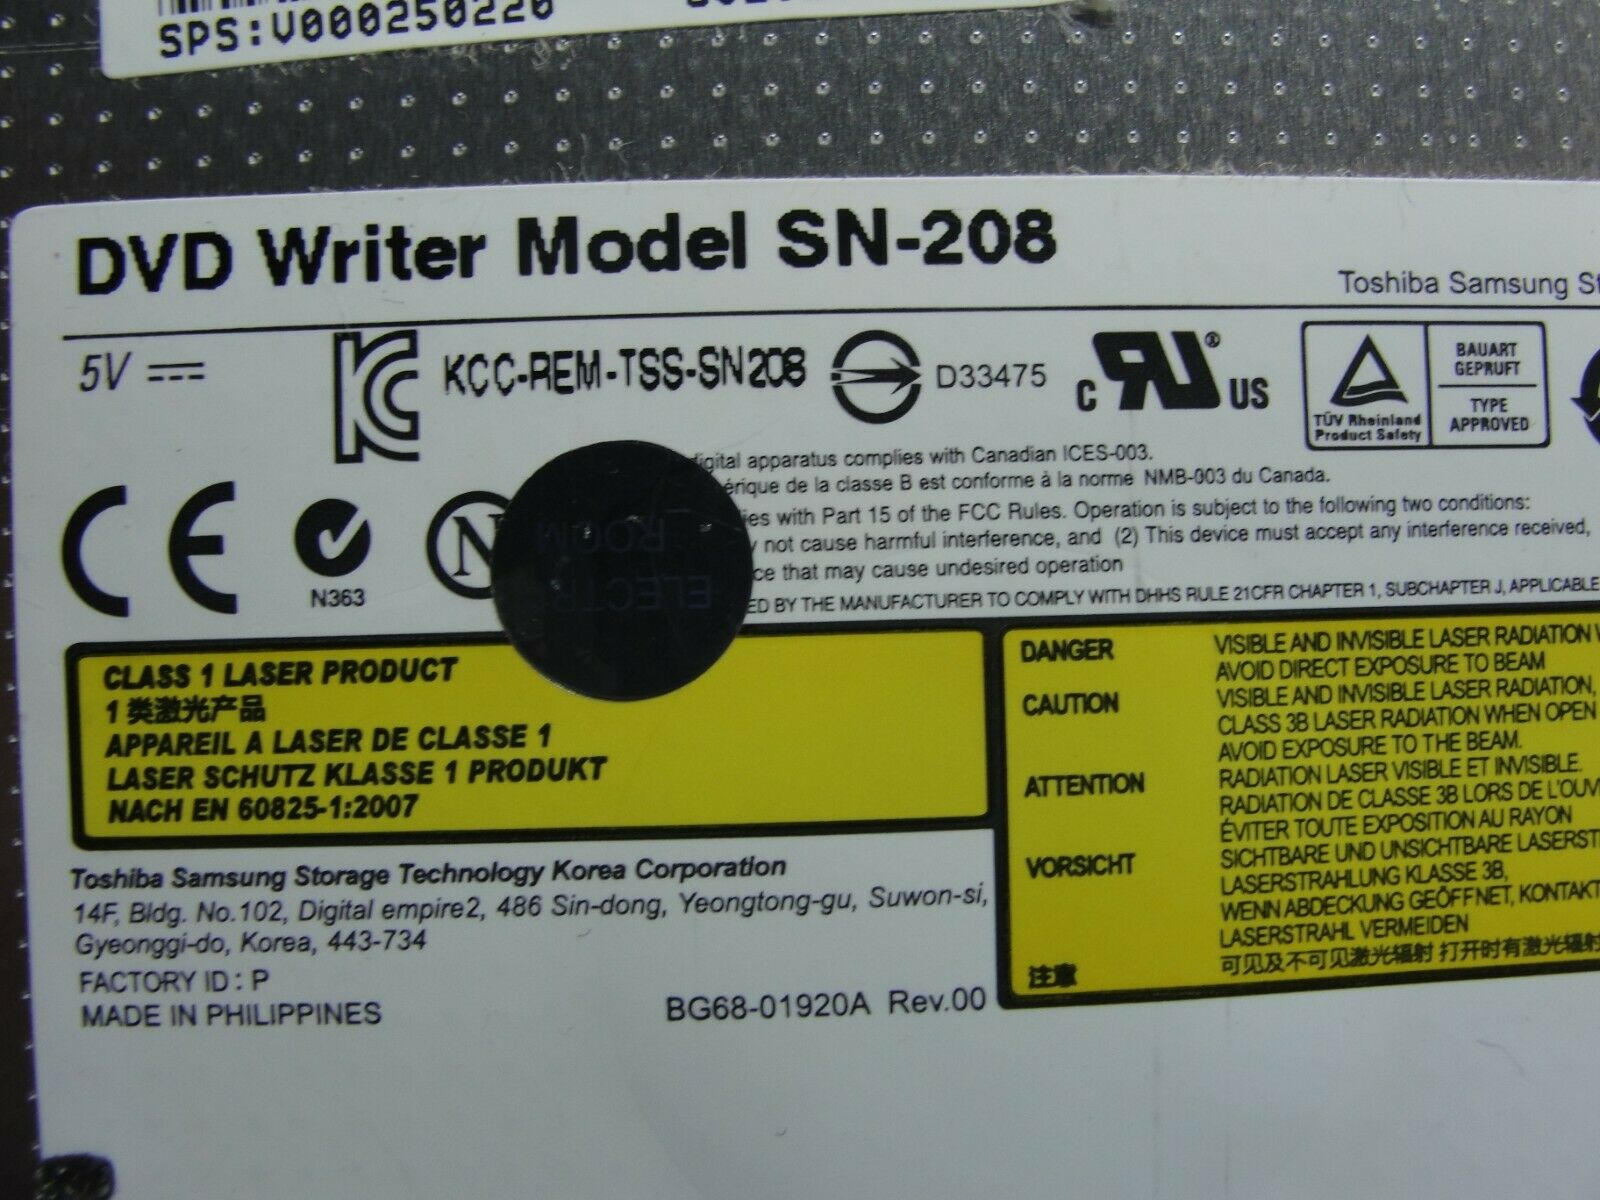 SPS:V000250220
DVD Writer Model SN-208
Toshiba Samsung
5V
KCC-REM-TSS-SN208
D33475
C US
TÜV Rheinland
Product Safety
BAUART
GEPRUFT
TYPE
APPROVED
digital apparatus complies with Canadian ICES-003.
de la classe B est conforme à la norme NMB-003 du Canada.
with Part 15 of the FCC Rules. Operation is subject to the following two conditions:
not cause harmful interference, and (2) This device must accept any interference received,
that may cause undesired operation
BY THE MANUFACTURER TO COMPLY WITH DHHS RULE 21CFR CHAPTER 1, SUBCHAPTER J, APPLICABLE
CE
N363
N
ROOM
ELECTR
CLASS 1 LASER PRODUCT
1 类激光产品
APPAREIL A LASER DE CLASSE 1
LASER SCHUTZ KLASSE 1 PRODUKT
NACH EN 60825-1:2007
DANGER VISIBLE AND INVISIBLE LASER RADIATION
AVOID DIRECT EXPOSURE TO BEAM
CAUTION VISIBLE AND INVISIBLE LASER RADIATION,
CLASS 3B LASER RADIATION WHEN OPEN
AVOID EXPOSURE TO THE BEAM.
ATTENTION RADIATION LASER VISIBLE ET INVISIBLE.
RADIATION DE CLASSE 3B LORS DE
ÉVITER TOUTE EXPOSITION AU RAYON
VORSICHT SICHTBARE UND UNSICHTBARE
LASERSTRAHLUNG KLASSE 3B,
WENN ABDECKUNG GEÖFFNET, KONTAKT
LASERSTRAHL VERMEIDEN
注意 可见及不可见激光辐射 打开时有激光辐射
Toshiba Samsung Storage Technology Korea Corporation
14F, Bldg. No.102, Digital empire2, 486 Sin-dong, Yeongtong-gu, Suwon-si,
Gyeonggi-do, Korea, 443-734
FACTORY ID : P
MADE IN PHILIPPINES
BG68-01920A Rev.00